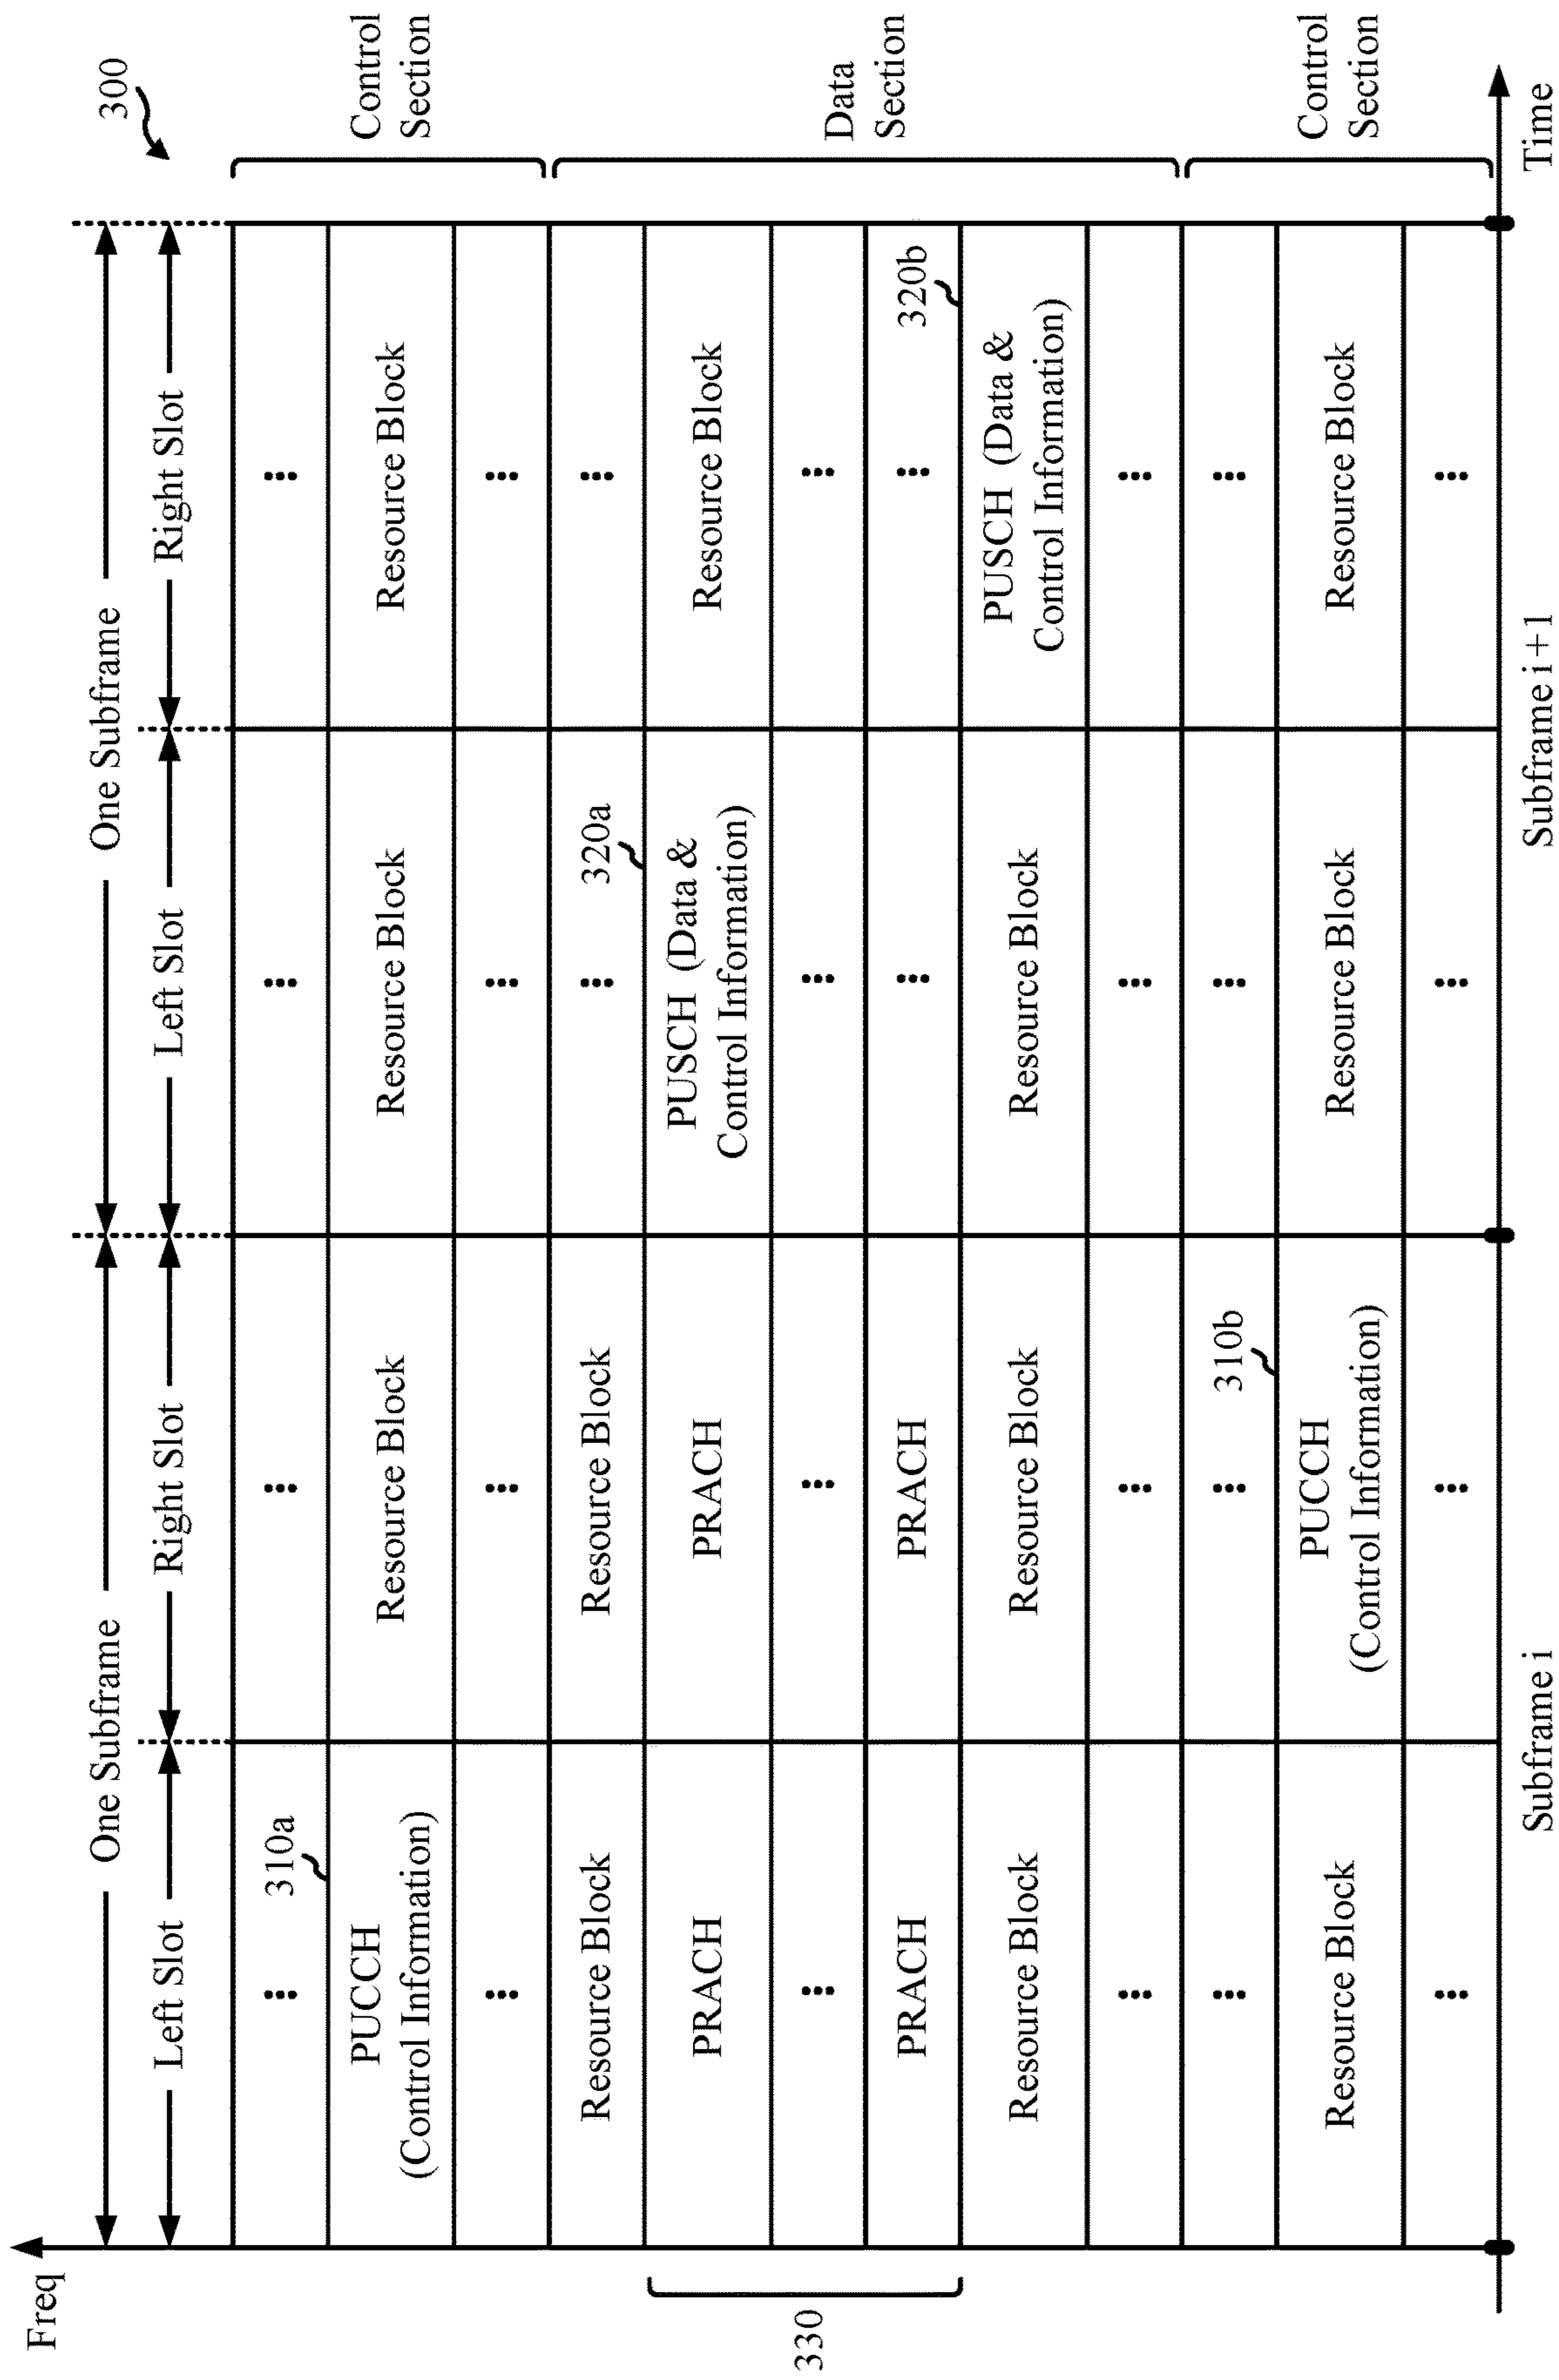 300
Freq
One Subframe
One Subframe
Left Slot
Right Slot
Left Slot
Right Slot
⋮
⋮
⋮
⋮
310a
PUCCH
(Control Information)
Resource Block
Resource Block
Resource Block
Control
Section
⋮
⋮
⋮
⋮
Resource Block
Resource Block
⋮
⋮
320a
PRACH
PRACH
PUSCH (Data &
Control Information)
Resource Block
330
⋮
⋮
⋮
⋮
Data
Section
PRACH
PRACH
⋮
⋮
320b
Resource Block
Resource Block
Resource Block
PUSCH (Data &
Control Information)
⋮
⋮
⋮
⋮
⋮
⋮
310b
⋮
⋮
Resource Block
PUCCH
(Control Information)
Resource Block
Resource Block
Control
Section
⋮
⋮
⋮
⋮
Subframe i
Subframe i+1
Time